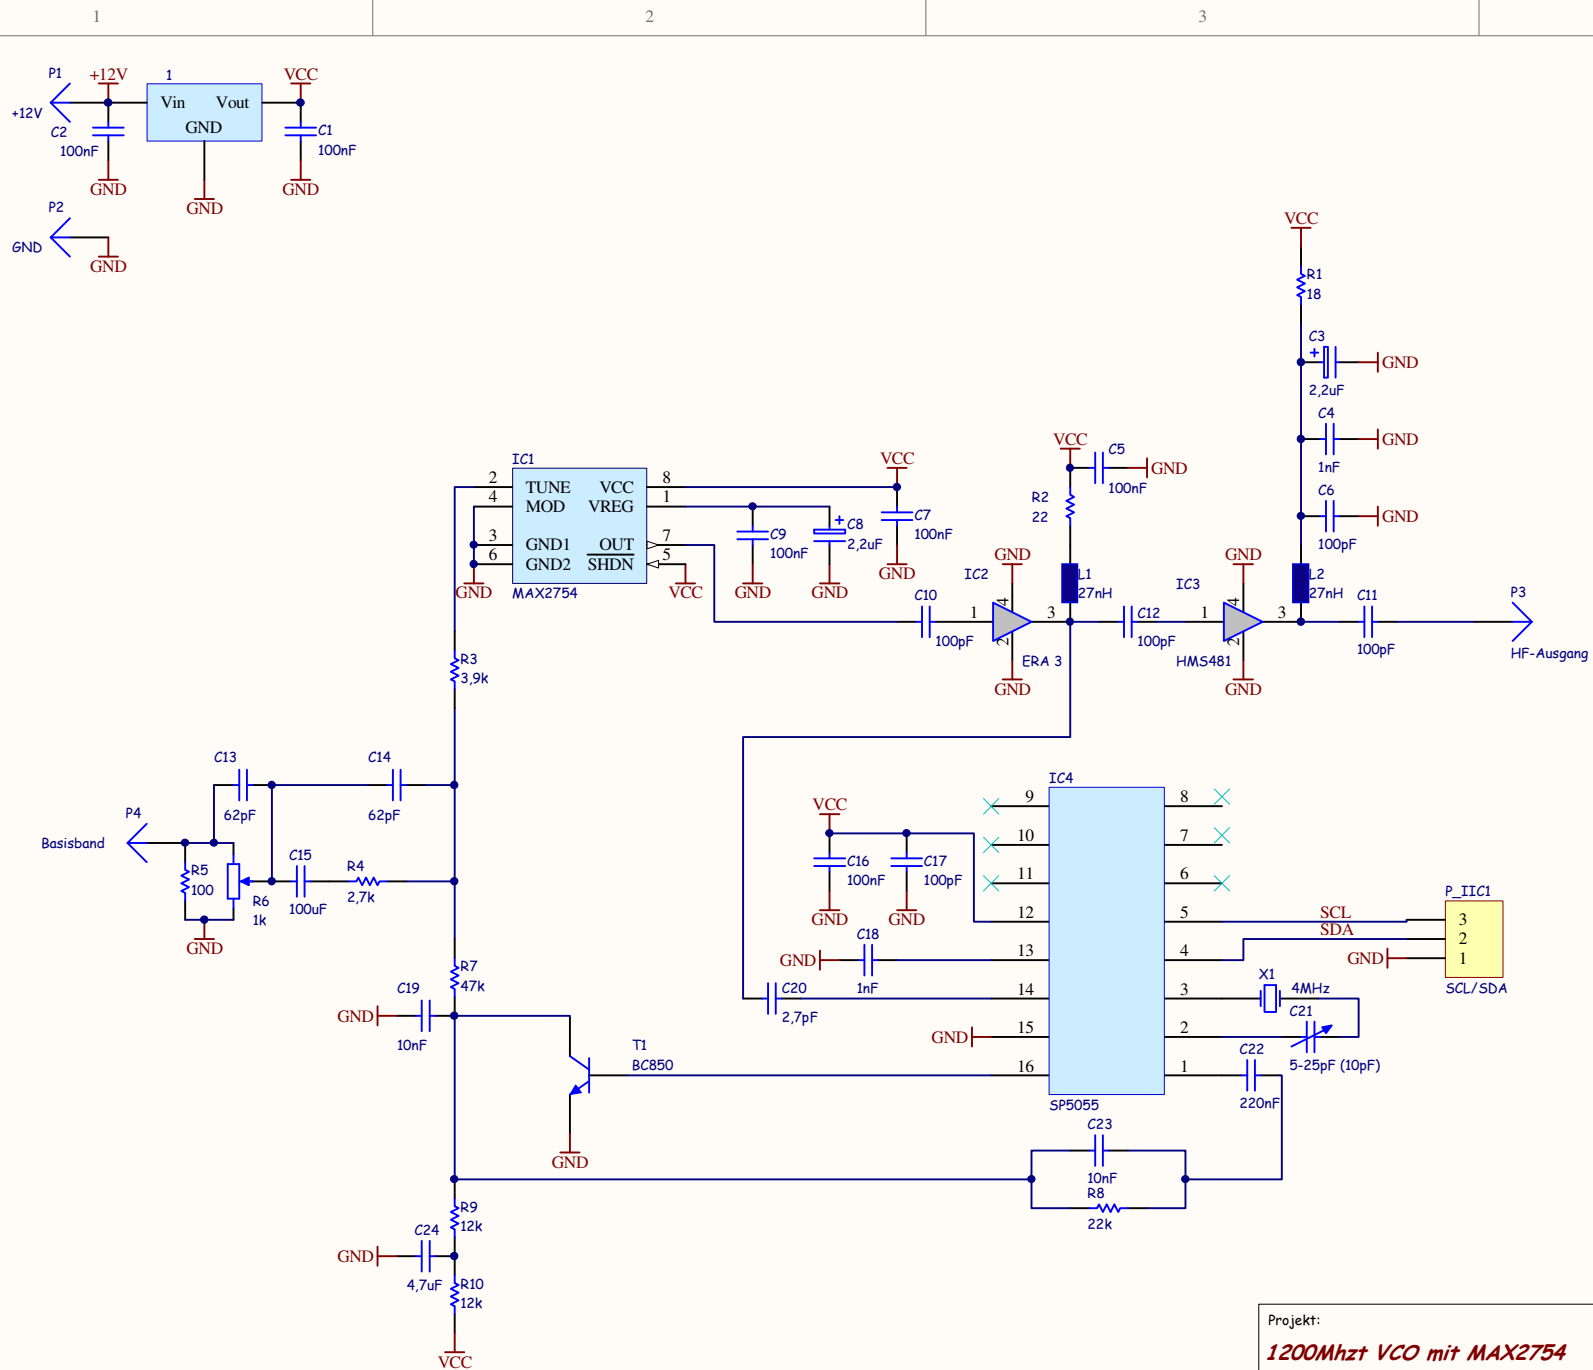 1
2
3
P1
+12V
+12V
1
Vin
Vout
GND
VCC
C2
100nF
GND
C1
100nF
GND
GND
P2
GND
GND
VCC
R1
18
C3
+
2,2uF
GND
C4
1nF
GND
C6
100pF
GND
IC1
2
TUNE
VCC
8
4
MOD
VREG
1
3
GND1
OUT
7
6
GND2
SHDN
5
GND
MAX2754
VCC
VCC
C9
100nF
GND
+
C8
2,2uF
GND
C7
100nF
GND
VCC
C5
100nF
GND
R2
22
GND
IC2
L1
27nH
C10
100pF
1
4
2
3
ERA 3
GND
C12
100pF
GND
IC3
1
4
2
3
HMS481
GND
L2
27nH
C11
100pF
P3
HF-Ausgang
R3
3,9k
C13
62pF
C14
62pF
P4
Basisband
R5
100
R6
1k
C15
100uF
R4
2,7k
GND
R7
47k
C19
10nF
GND
T1
BC850
GND
IC4
9
8
10
7
11
6
12
5
13
4
14
3
15
2
16
1
SP5055
VCC
C16
100nF
GND
C17
100pF
GND
C18
1nF
GND
C20
2,7pF
GND
SCL
SDA
GND
P_IIC1
3
2
1
SCL/SDA
X1
4MHz
C21
5-25pF (10pF)
C22
220nF
C23
10nF
R8
22k
R9
12k
C24
4,7uF
GND
R10
12k
VCC
Projekt:
1200Mhzt VCO mit MAX2754